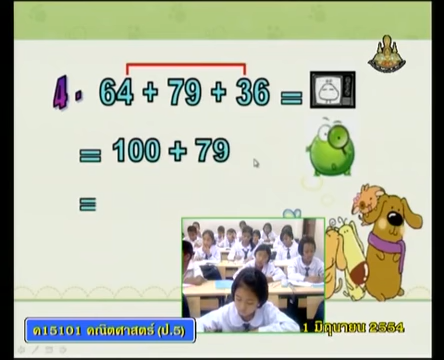 4. 64 + 79 + 36 =
= 100 + 79
=
ค15101 คณิตศาสตร์ (ป.5)
1 มิถุนายน 2554